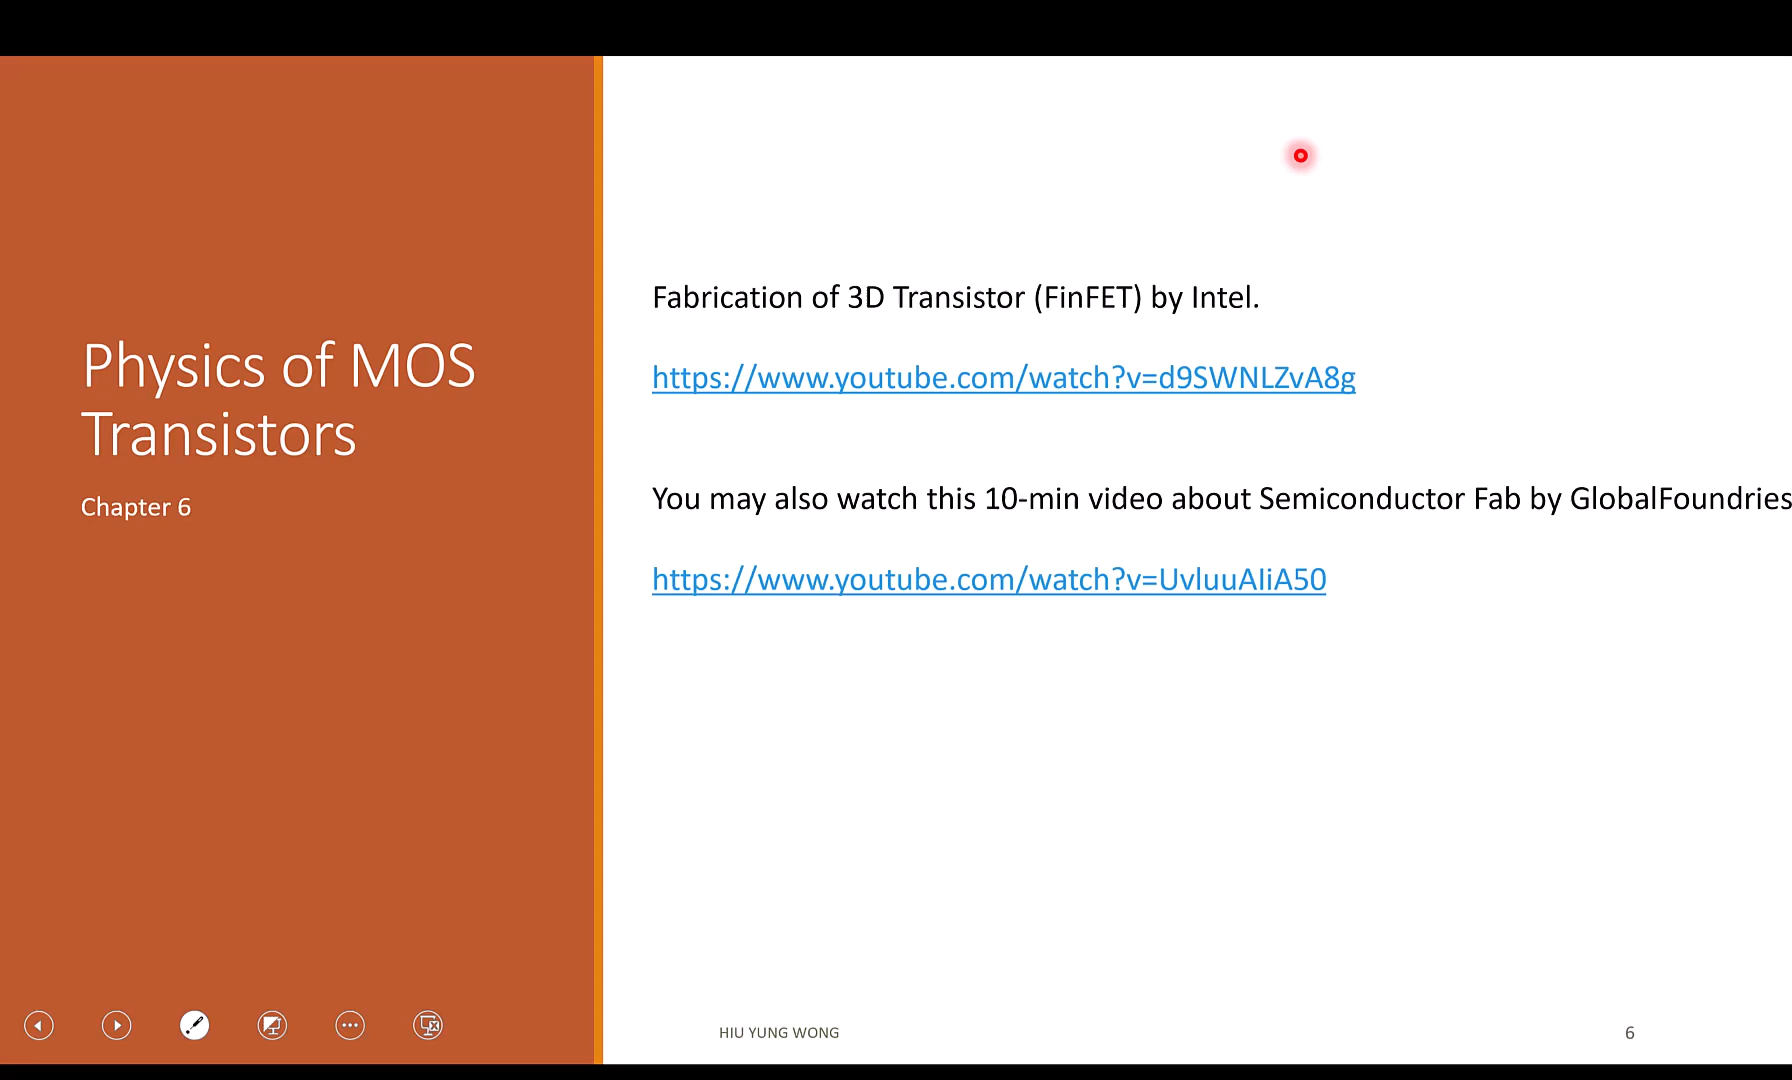 Physics of MOS
Transistors
Chapter 6
Fabrication of 3D Transistor (FinFET) by Intel.
https://www.youtube.com/watch?v=d9SWNLZvA8g
You may also watch this 10-min video about Semiconductor Fab by GlobalFoundries
https://www.youtube.com/watch?v=UvluuAIiA50
HIU YUNG WONG
6